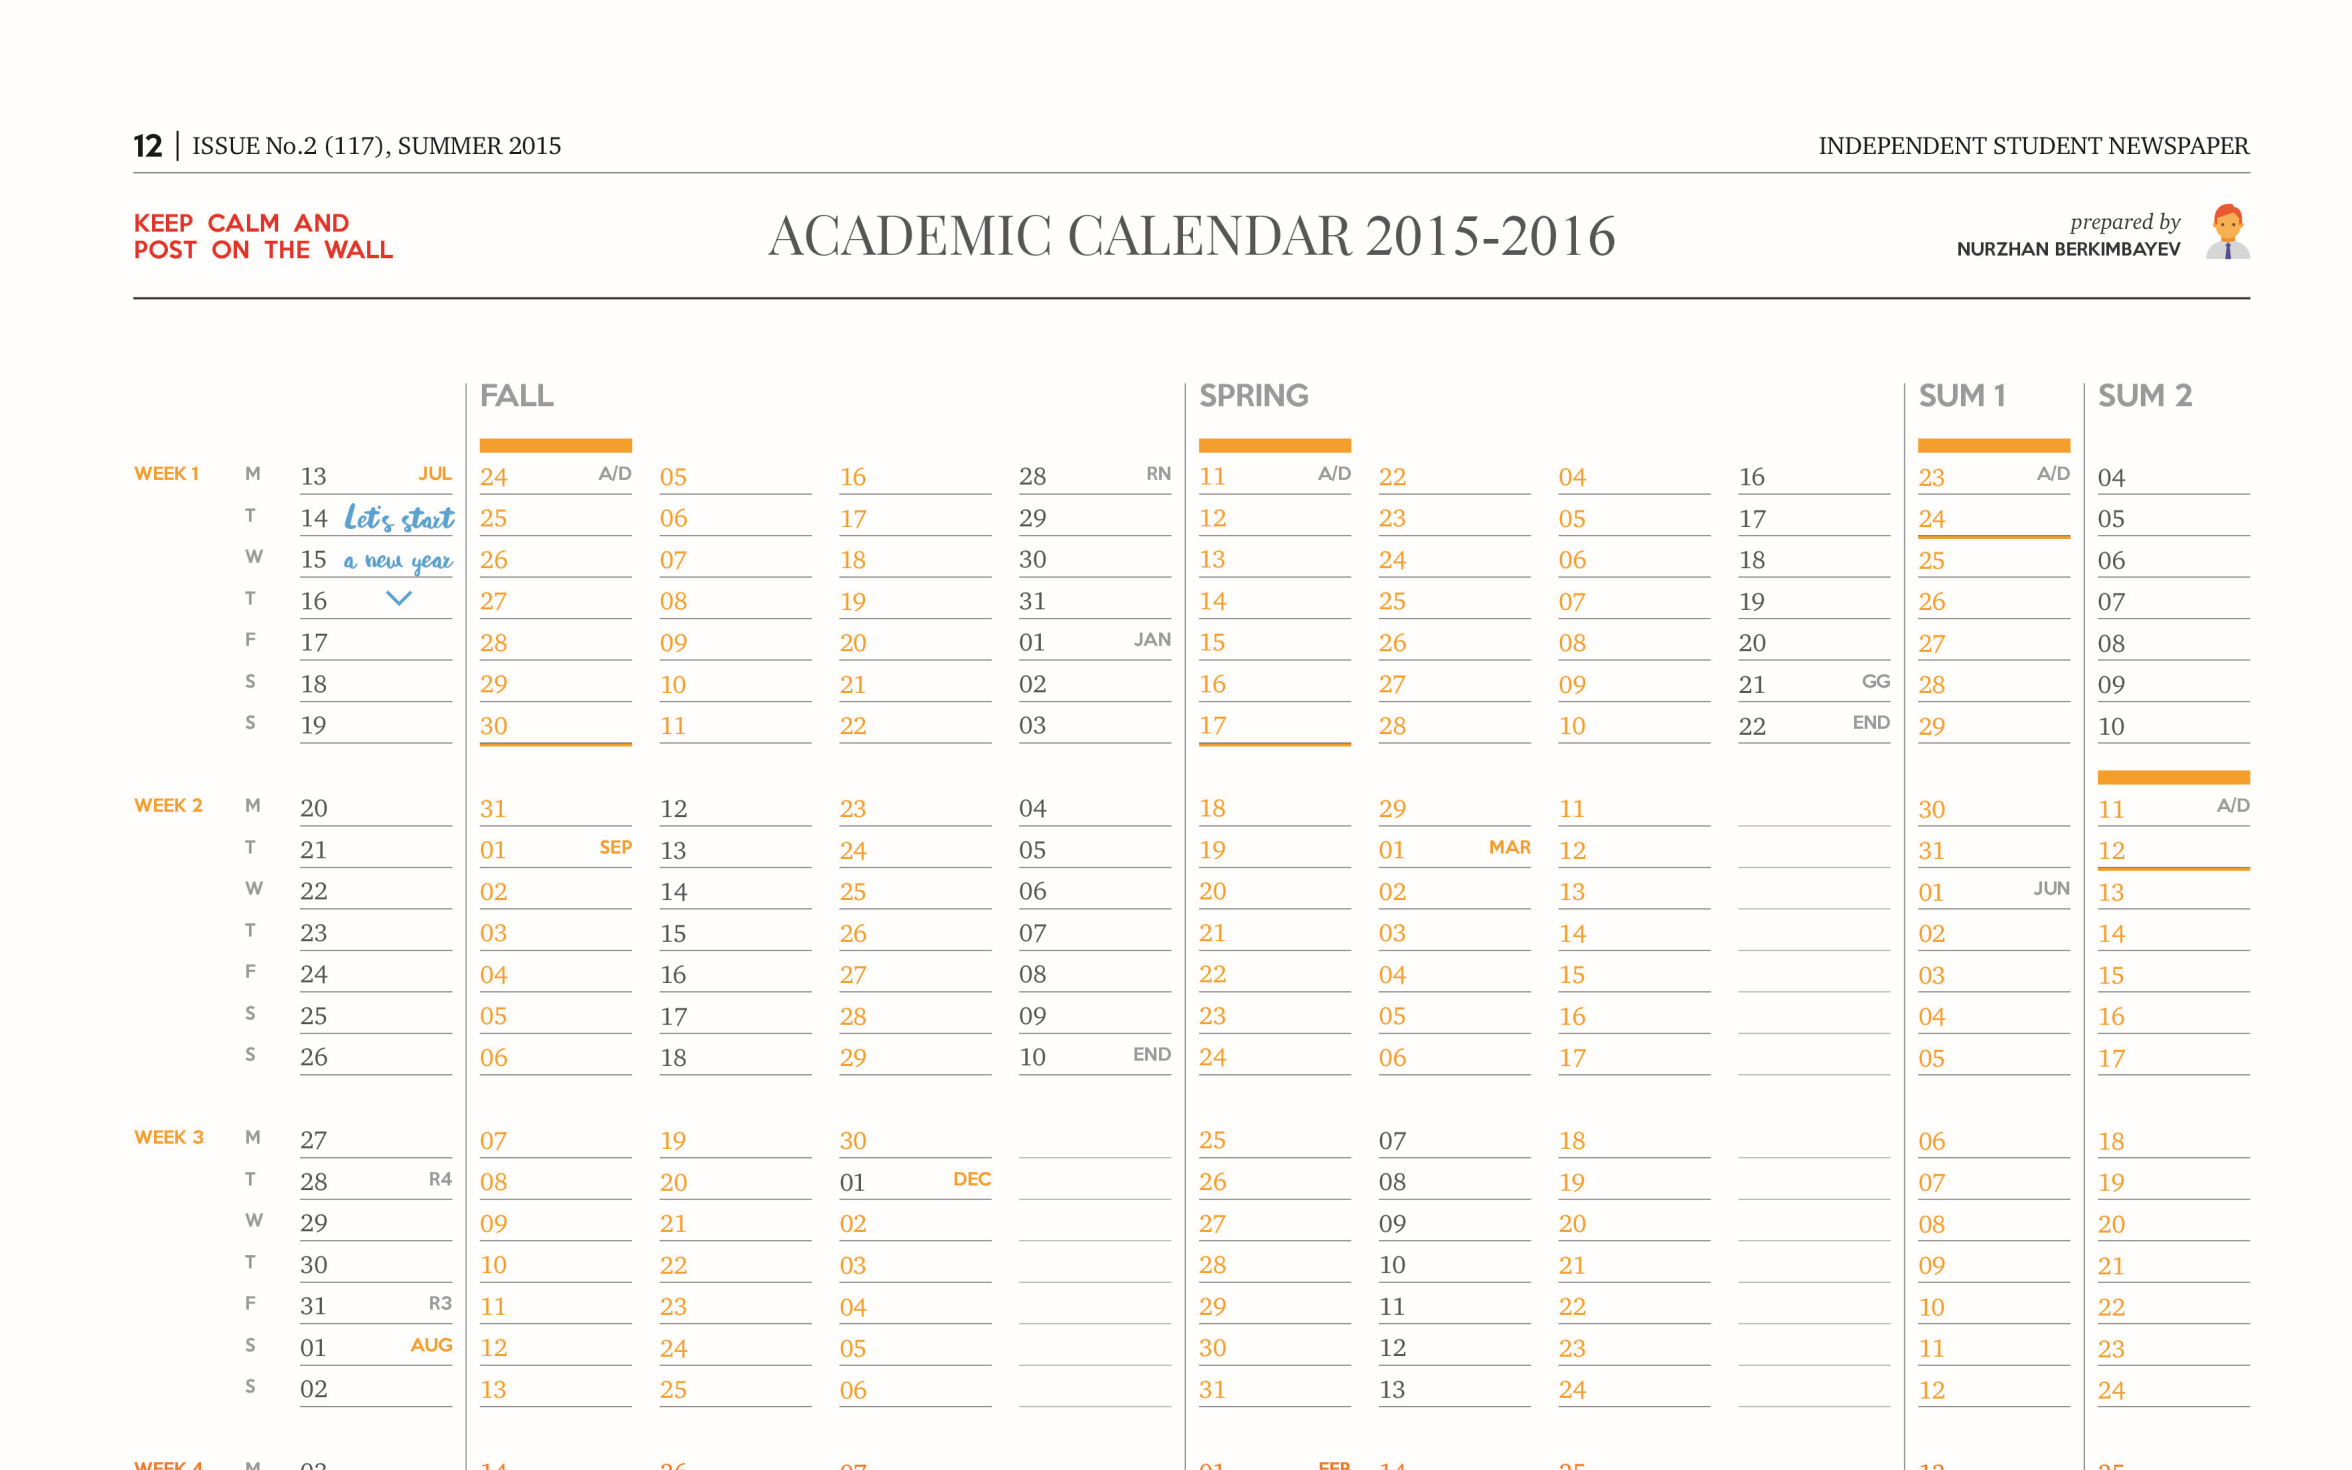 12 | ISSUE No.2 (117), SUMMER 2015 INDEPENDENT STUDENT NEWSPAPER
KEEP CALM AND
POST ON THE WALL
ACADEMIC CALENDAR 2015-2016
prepared by
NURZHAN BERKIMBAYEV
FALL SPRING SUM 1 SUM 2
WEEK 1 M 13 JUL 24 A/D 05 16 28 RN 11 A/D 22 04 16 23 A/D 04
T 14 Let's start 25 06 17 29 12 23 05 17 24 05
W 15 a new year 26 07 18 30 13 24 06 18 25 06
T 16 27 08 19 31 14 25 07 19 26 07
F 17 28 09 20 01 JAN 15 26 08 20 27 08
S 18 29 10 21 02 16 27 09 21 GG 28 09
S 19 30 11 22 03 17 28 10 22 END 29 10
WEEK 2 M 20 31 12 23 04 18 29 11 30 11 A/D
T 21 01 SEP 13 24 05 19 01 MAR 12 31 12
W 22 02 14 25 06 20 02 13 01 JUN 13
T 23 03 15 26 07 21 03 14 02 14
F 24 04 16 27 08 22 04 15 03 15
S 25 05 17 28 09 23 05 16 04 16
S 26 06 18 29 10 END 24 06 17 05 17
WEEK 3 M 27 07 19 30 25 07 18 06 18
T 28 R4 08 20 01 DEC 26 08 19 07 19
W 29 09 21 02 27 09 20 08 20
T 30 10 22 03 28 10 21 09 21
F 31 R3 11 23 04 29 11 22 10 22
S 01 AUG 12 24 05 30 12 23 11 23
S 02 13 25 06 31 13 24 12 24
WEEK 4 M